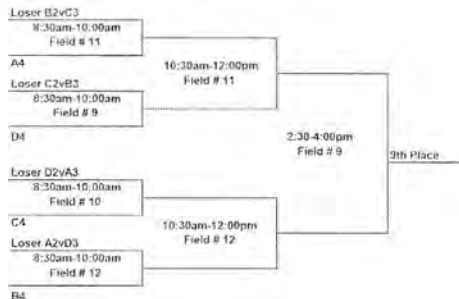 Loser B2vC3
8:30am-10:00am
Field # 11
A4
10:30am-12:00pm
Field # 11
Loser C2vB3
8:30am-10:00am
Field # 9
D4
2:30-4:00pm
Field # 9
9th Place
Loser D2vA3
8:30am-10:00am
Field # 10
C4
10:30am-12:00pm
Field # 12
Loser A2vD3
8:30am-10:00am
Field # 12
B4